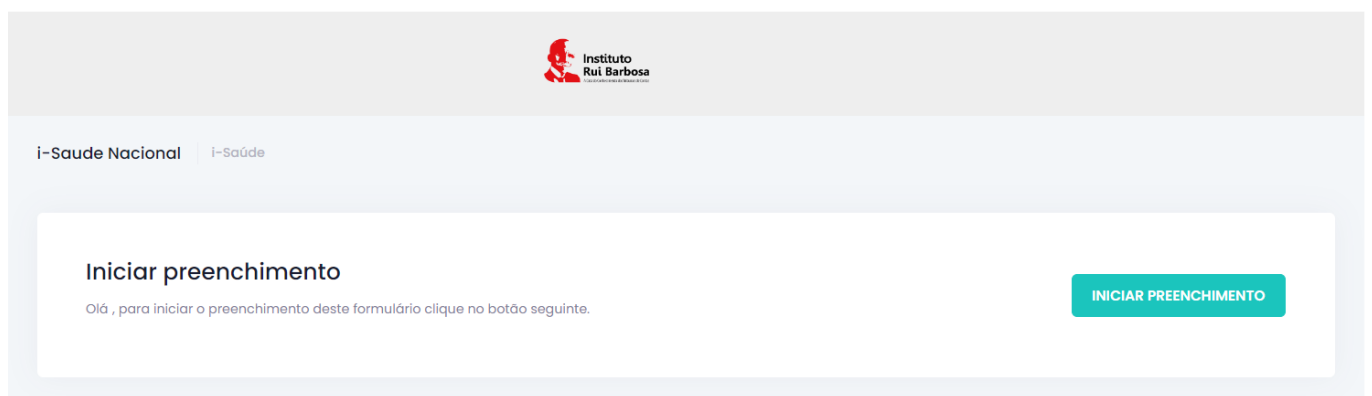 Instituto
Rui Barbosa
i-Saude Nacional
i-Saúde
Iniciar preenchimento
Olá , para iniciar o preenchimento deste formulário clique no botão seguinte.
INICIAR PREENCHIMENTO